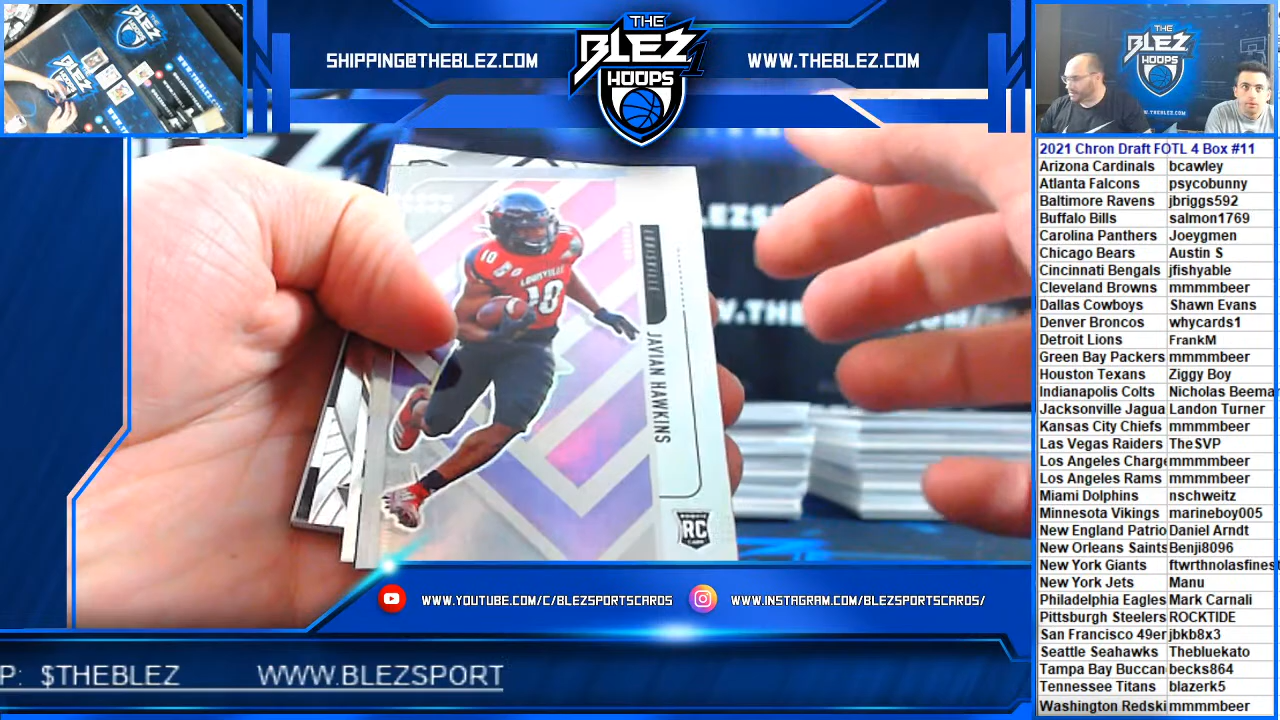 SHIPPING@THEBLEZ.COM
THE
BLEZ
HOOPS
WWW.THEBLEZ.COM
THE
BLEZ
HOOPS
LOUISVILLE
10
10
JAVIAN HAWKINS
RC
2021 Chron Draft FOTL 4 Box #11
Arizona Cardinals bcawley
Atlanta Falcons psycobunny
Baltimore Ravens jbriggs592
Buffalo Bills salmon1769
Carolina Panthers Joeygmen
Chicago Bears Austin S
Cincinnati Bengals jfishyable
Cleveland Browns mmmmbeer
Dallas Cowboys Shawn Evans
Denver Broncos whycards1
Detroit Lions FrankM
Green Bay Packers mmmmbeer
Houston Texans Ziggy Boy
Indianapolis Colts Nicholas Beema
Jacksonville Jagua Landon Turner
Kansas City Chiefs mmmmbeer
Las Vegas Raiders TheSVP
Los Angeles Charge mmmmbeer
Los Angeles Rams mmmmbeer
Miami Dolphins nschweitz
Minnesota Vikings marineboy005
New England Patrio Daniel Arndt
New Orleans Saints Benji8096
New York Giants ftwrthnolasfinest
New York Jets Manu
Philadelphia Eagles Mark Carnali
Pittsburgh Steelers ROCKTIDE
San Francisco 49er jbkb8x3
Seattle Seahawks Thebluekato
Tampa Bay Buccan becks864
Tennessee Titans blazerk5
Washington Redski mmmmbeer
WWW.YOUTUBE.COM/C/BLEZSPORTSCARDS
WWW.INSTAGRAM.COM/BLEZSPORTSCARDS/
P: $THEBLEZ WWW.BLEZSPORT